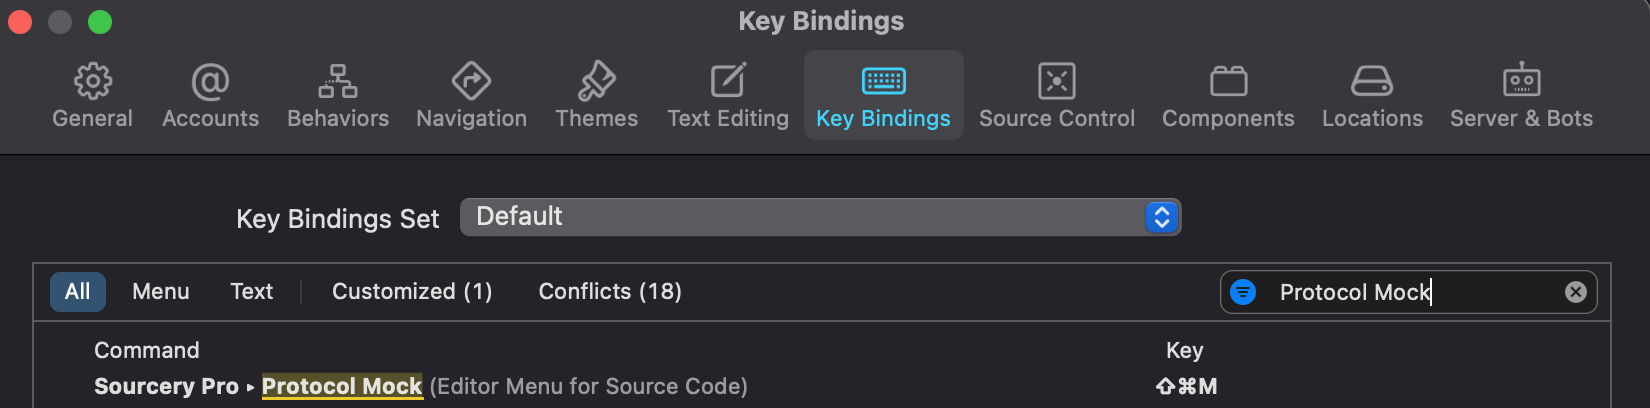 Key Bindings
General Accounts Behaviors Navigation Themes Text Editing Key Bindings Source Control Components Locations Server & Bots
Key Bindings Set Default
All Menu Text Customized (1) Conflicts (18) Protocol Mock
Command Key
Sourcery Pro ▸ Protocol Mock (Editor Menu for Source Code) ⇧⌘M